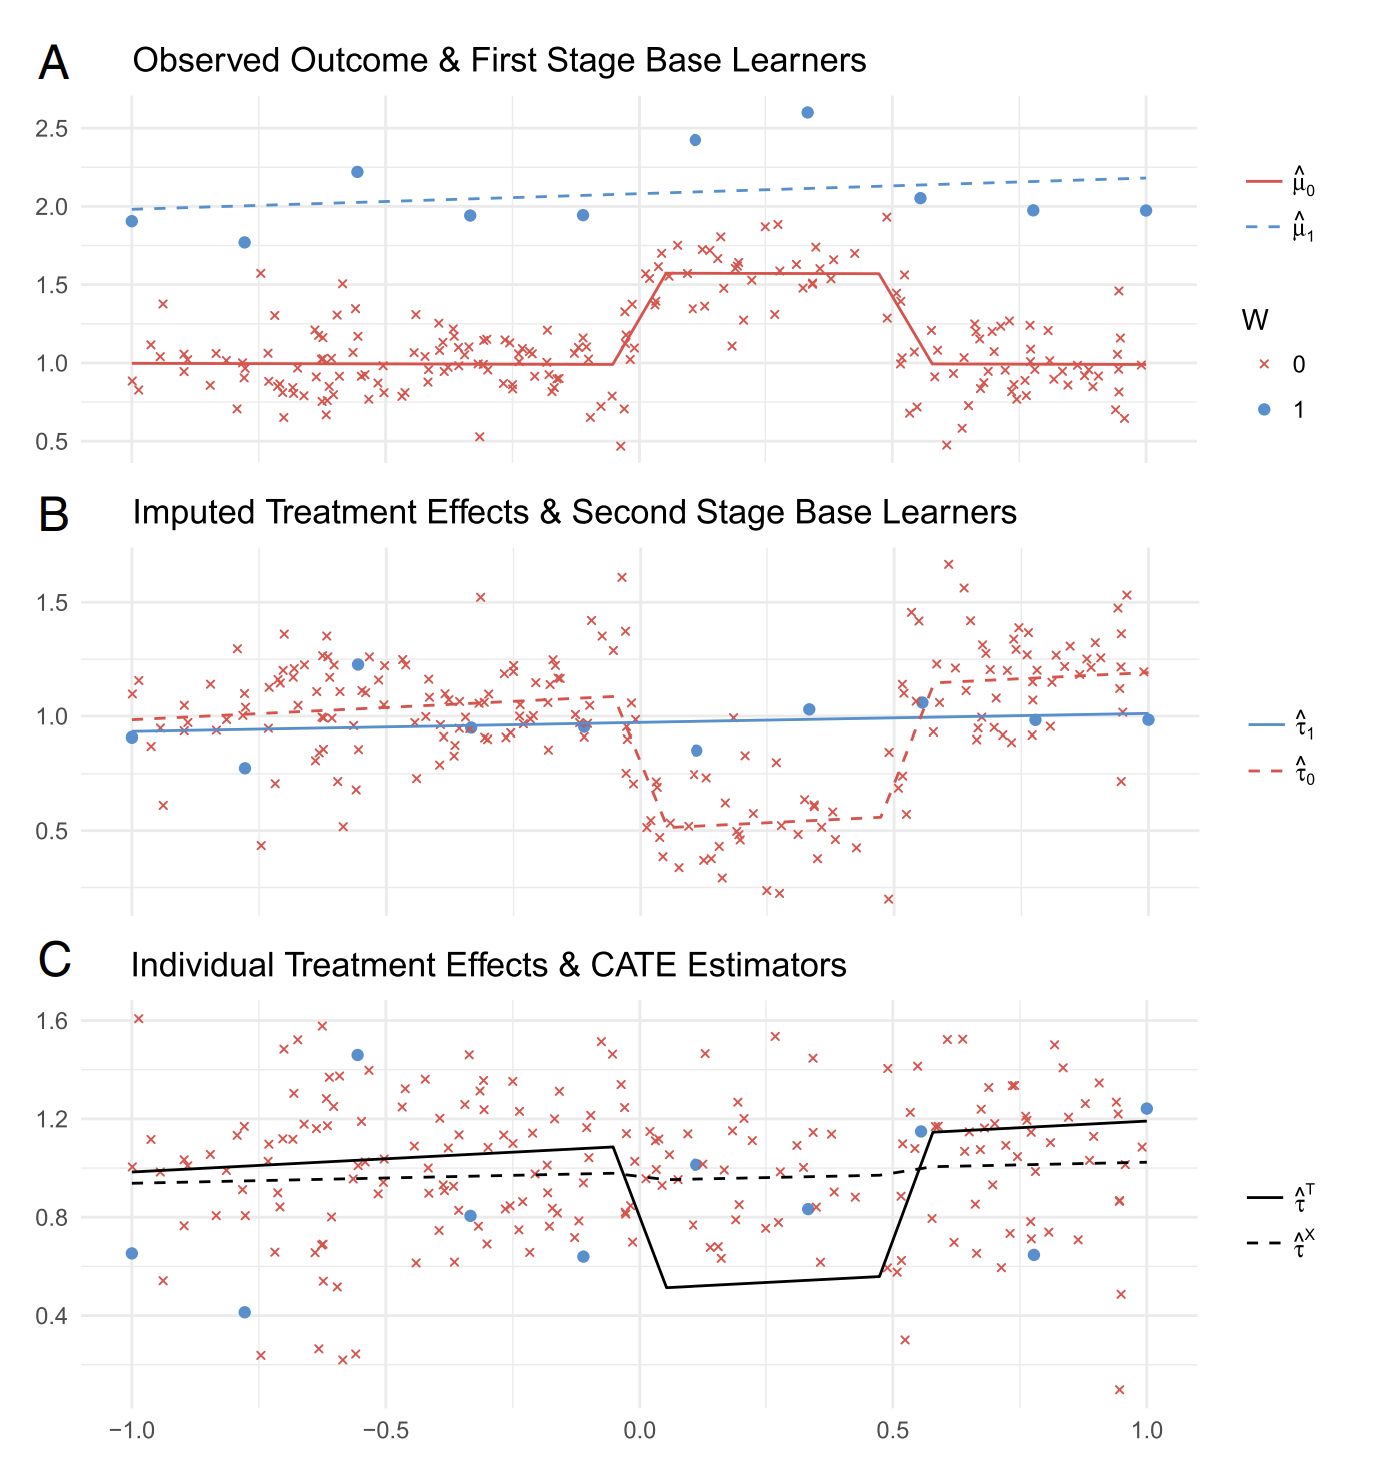 A
Observed Outcome & First Stage Base Learners
2.5
2.0
1.5
1.0
0.5
μ̂₀
μ̂₁
W
0
1
B
Imputed Treatment Effects & Second Stage Base Learners
1.5
1.0
0.5
τ̂₁
τ̂₀
C
Individual Treatment Effects & CATE Estimators
1.6
1.2
0.8
0.4
τ̂ᵀ
τ̂ˣ
−1.0 −0.5 0.0 0.5 1.0